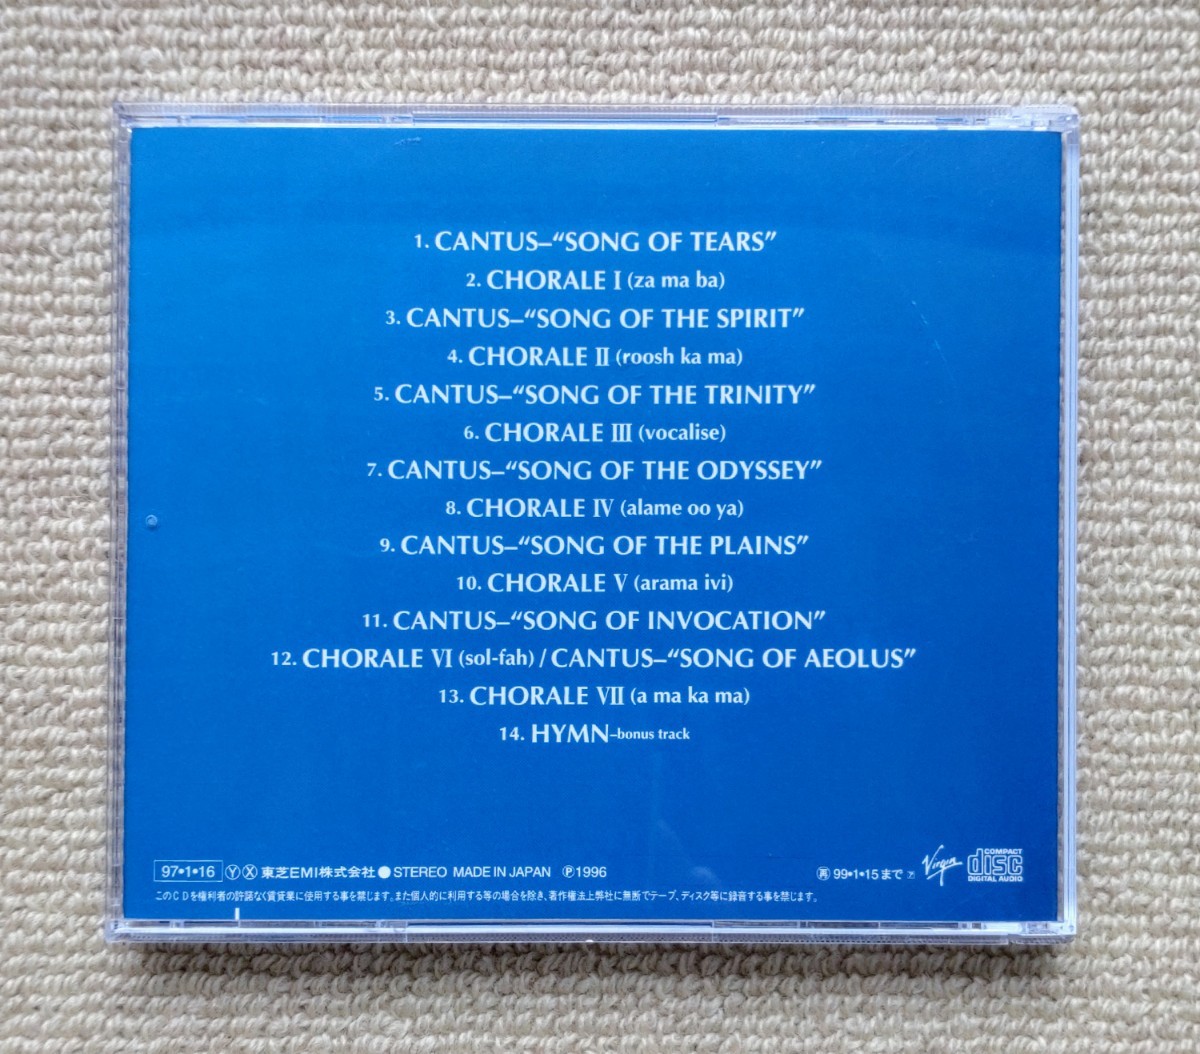 1. CANTUS–“SONG OF TEARS”
2. CHORALE I (za ma ba)
3. CANTUS–“SONG OF THE SPIRIT”
4. CHORALE II (roosh ka ma)
5. CANTUS–“SONG OF THE TRINITY”
6. CHORALE III (vocalise)
7. CANTUS–“SONG OF THE ODYSSEY”
8. CHORALE IV (alame oo ya)
9. CANTUS–“SONG OF THE PLAINS”
10. CHORALE V (arama ivi)
11. CANTUS–“SONG OF INVOCATION”
12. CHORALE VI (sol-fah) / CANTUS–“SONG OF AEOLUS”
13. CHORALE VII (a ma ka ma)
14. HYMN–bonus track
97•1•16 Ⓨ Ⓧ 東芝EMI株式会社 ● STEREO MADE IN JAPAN Ⓟ1996
再 99•1•15まで
Virgin
COMPACT disc DIGITAL AUDIO
このCDを権利者の許諾なく賃貸業に使用する事を禁じます。また個人的に利用する等の場合を除き、著作権法上弊社に無断でテープ、ディスク等に録音する事を禁じます。